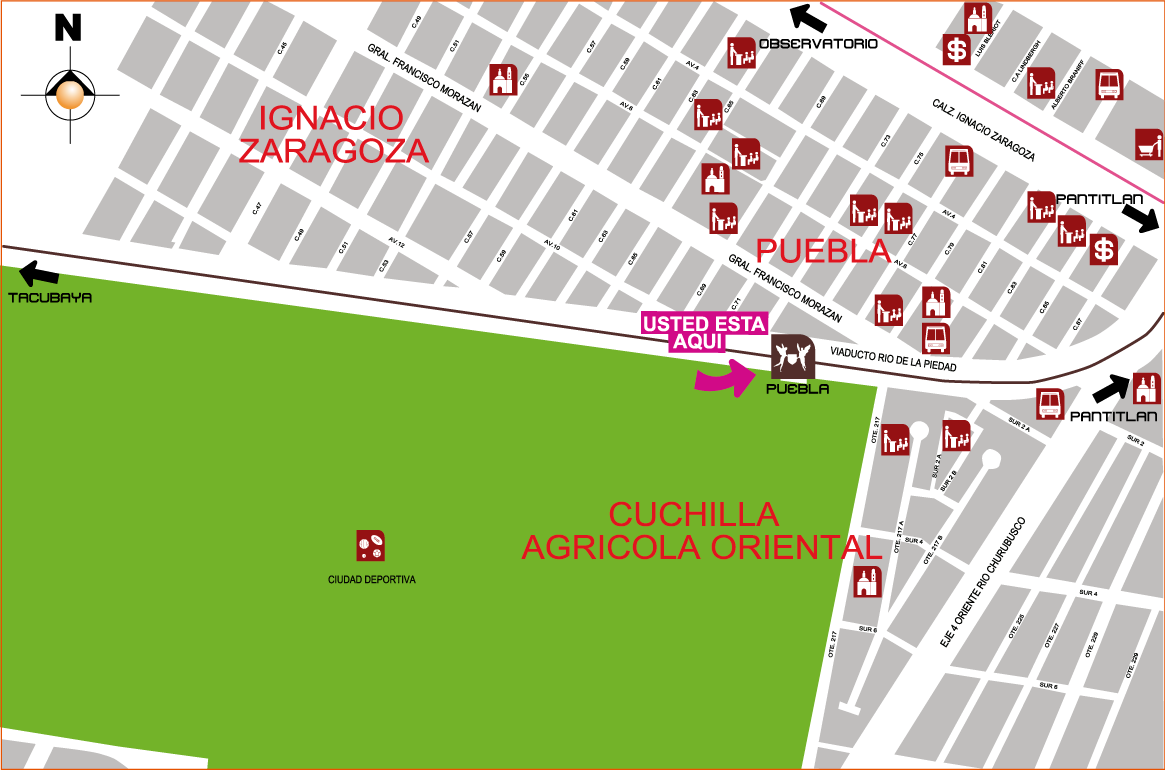 N
OBSERVATORIO
LUIS BLERIOT
C.A LINDBERGH
ALBERTO BRANIFF
C.45
C.49
C.51
C.55
C.57
C.59
C.61
AV.4
C.63
C.65
AV.6
C.69
C.73
C.75
GRAL. FRANCISCO MORAZAN
CALZ. IGNACIO ZARAGOZA
IGNACIO
ZARAGOZA
PANTITLAN
C.47
C.49
C.51
C.53
AV.12
C.57
C.59
AV.10
C.61
C.63
C.65
C.69
C.71
PUEBLA
AV.4
C.77
C.79
C.81
AV.6
C.83
C.85
C.87
GRAL. FRANCISCO MORAZAN
TACUBAYA
USTED ESTA
AQUI
VIADUCTO RIO DE LA PIEDAD
PUEBLA
PANTITLAN
OTE. 217
SUR 2 A
SUR 2
SUR 2 A
SUR 2 B
CUCHILLA
AGRICOLA ORIENTAL
OTE. 217 A
SUR 4
OTE. 217 B
EJE 4 ORIENTE RIO CHURUBUSCO
CIUDAD DEPORTIVA
SUR 4
SUR 6
OTE. 217
OTE. 225
OTE. 227
OTE. 229
OTE. 229
SUR 6